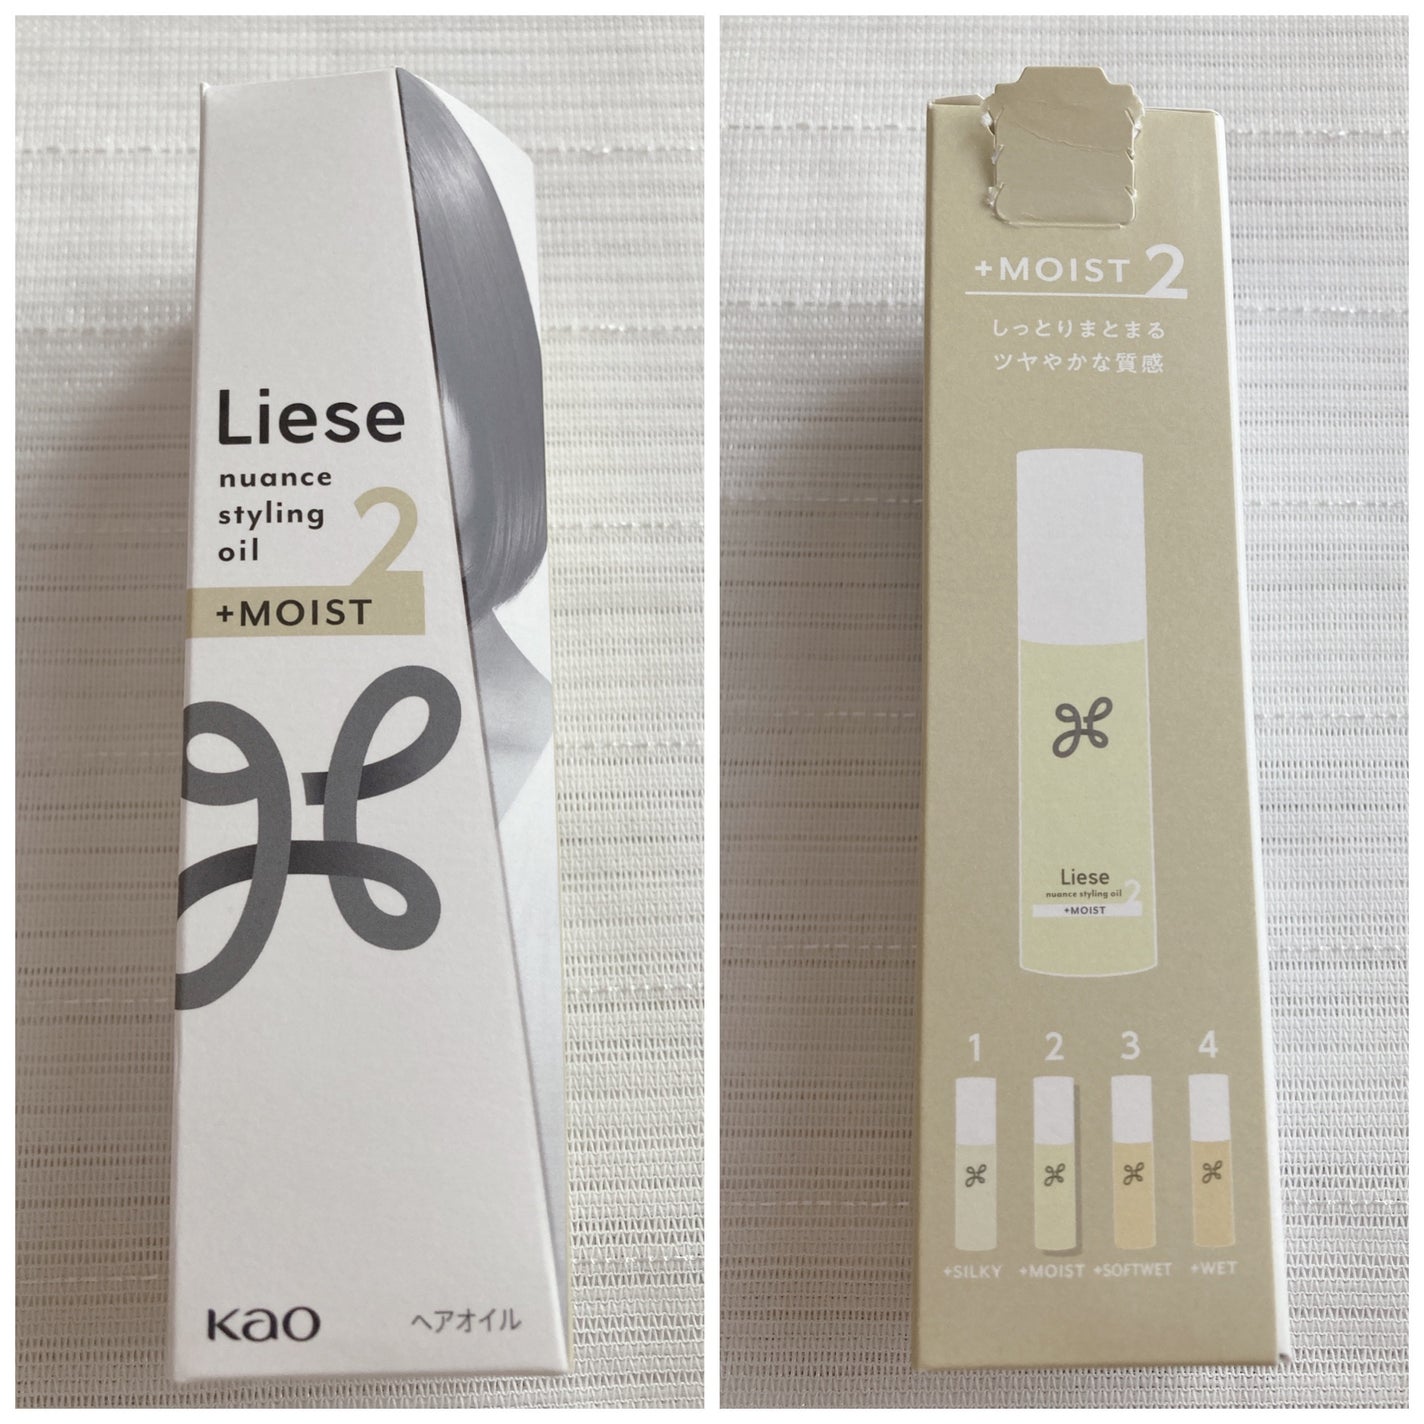 Liese
nuance
styling
oil
2
+MOIST
Kao
ヘアオイル
+MOIST 2
しっとりまとまる
ツヤやかな質感
Liese
nuance styling oil 2
+MOIST
1 2 3 4
+SILKY +MOIST +SOFTWET +WET